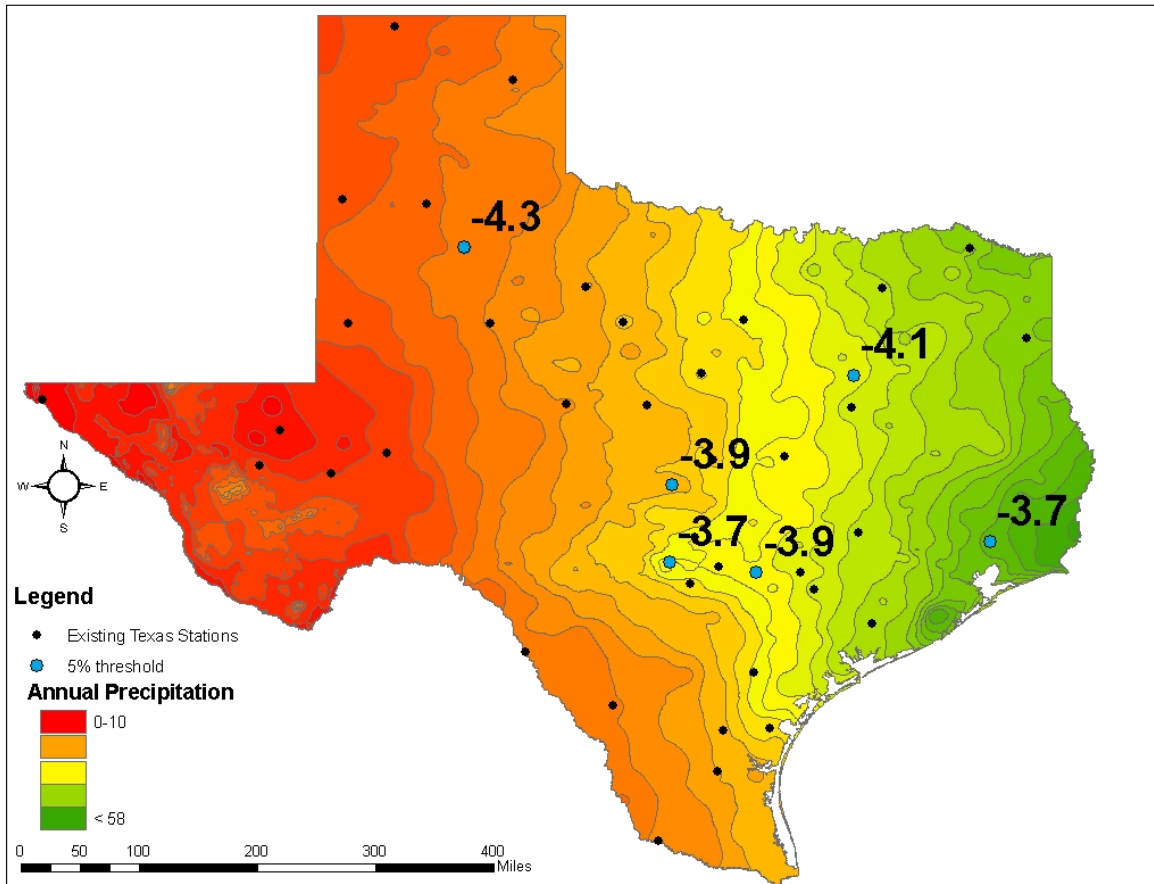 -4.3
-4.1
-3.9
-3.7
-3.7
-3.9
N
W E
S
Legend
Existing Texas Stations
5% threshold
Annual Precipitation
0-10
< 58
0 50 100 200 300 400
Miles